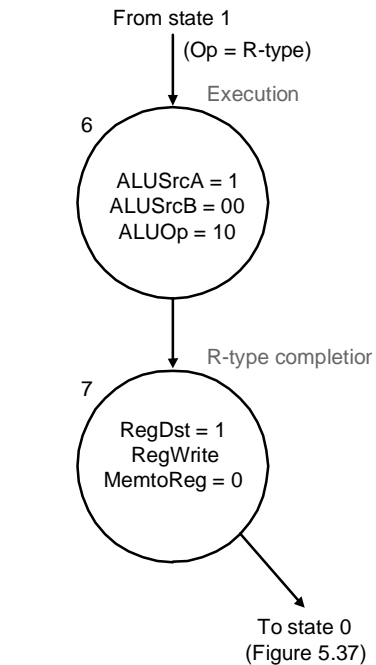 From state 1
(Op = R-type)
Execution
6
ALUSrcA = 1
ALUSrcB = 00
ALUOp = 10
R-type completion
7
RegDst = 1
RegWrite
MemtoReg = 0
To state 0
(Figure 5.37)